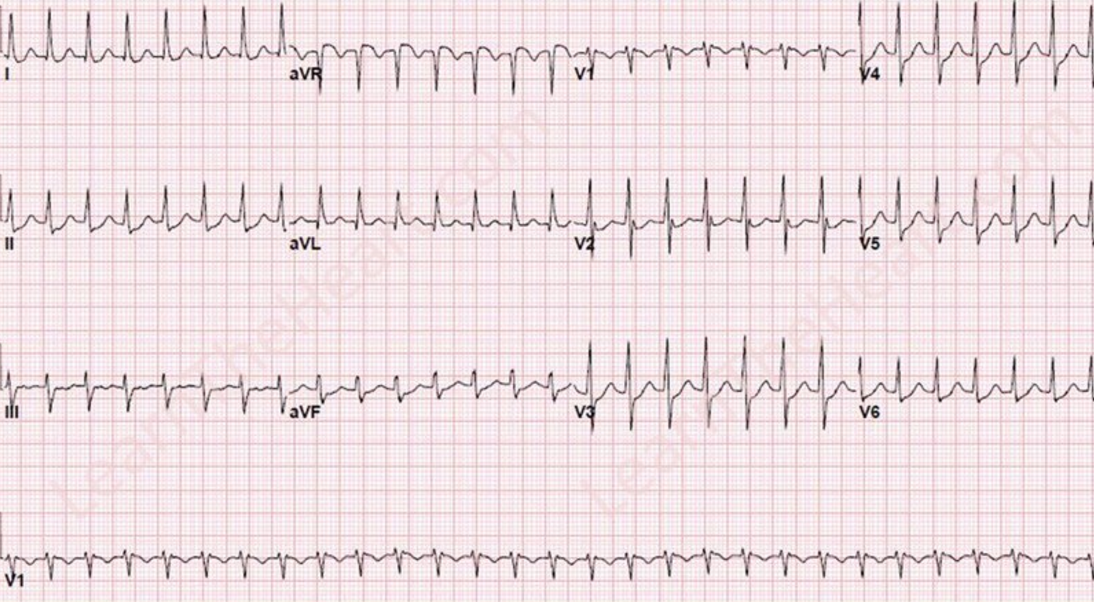 I aVR V1 V4
II aVL V2 V5
III aVF V3 V6
V1
LearnTheHeart.com
LearnTheHeart.com